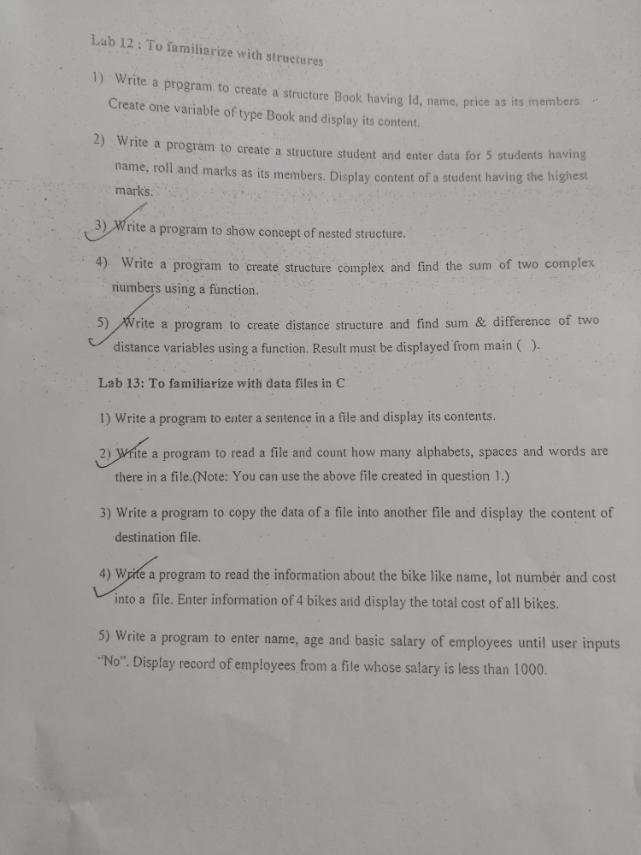 Lab 12 : To familiarize with structures
1) Write a program to create a structure Book having Id, name, price as its members
Create one variable of type Book and display its content.
2) Write a program to create a structure student and enter data for 5 students having
name, roll and marks as its members. Display content of a student having the highest
marks.
3) Write a program to show concept of nested structure.
4) Write a program to create structure complex and find the sum of two complex
numbers using a function.
5) Write a program to create distance structure and find sum & difference of two
distance variables using a function. Result must be displayed from main ( ).
Lab 13: To familiarize with data files in C
1) Write a program to enter a sentence in a file and display its contents.
2) Write a program to read a file and count how many alphabets, spaces and words are
there in a file.(Note: You can use the above file created in question 1.)
3) Write a program to copy the data of a file into another file and display the content of
destination file.
4) Write a program to read the information about the bike like name, lot number and cost
into a file. Enter information of 4 bikes and display the total cost of all bikes.
5) Write a program to enter name, age and basic salary of employees until user inputs
"No". Display record of employees from a file whose salary is less than 1000.